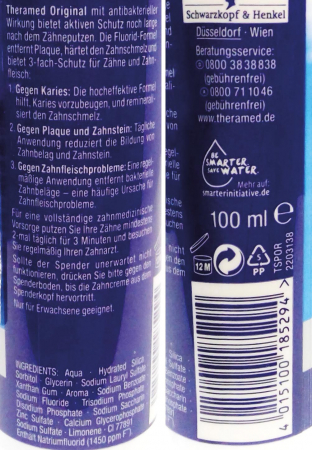 Theramed Original mit antibakterieller
Wirkung bietet aktiven Schutz noch lange
nach dem Zähneputzen. Die Fluorid-Formel
entfernt Plaque, härtet den Zahnschmelz und
bietet 3-fach-Schutz für Zähne und Zahn-
fleisch:
1. Gegen Karies: Die hocheffektive Formel
hilft, Karies vorzubeugen, und reminerali-
siert den Zahnschmelz.
2. Gegen Plaque und Zahnstein: Tägliche
Anwendung reduziert die Bildung von
Zahnbelag und Zahnstein.
3. Gegen Zahnfleischprobleme: Eine regel-
mäßige Anwendung entfernt bakterielle
Zahnbeläge – eine häufige Ursache für
Zahnfleischprobleme.
Für eine vollständige zahnmedizinische
Vorsorge putzen Sie Ihre Zähne mindestens
2 mal täglich für 3 Minuten und besuchen
Sie regelmäßig Ihren Zahnarzt.
Sollte der Spender unerwartet nicht
funktionieren, drücken Sie bitte gegen den
Spenderboden, bis die Zahncreme aus dem
Spenderkopf hervortritt.
Nur für Erwachsene geeignet.
INGREDIENTS: Aqua · Hydrated Silica
Sorbitol · Glycerin · Sodium Lauryl Sulfate
Xanthan Gum · Aroma · Sodium Benzoate
Sodium Fluoride · Trisodium Phosphate
Disodium Phosphate · Sodium Saccharin
Zinc Sulfate · Calcium Glycerophosphate
Sodium Sulfate · Limonene · CI 77891
Enthält Natriumfluorid (1450 ppm F⁻)
Schwarzkopf & Henkel
Düsseldorf · Wien
Beratungsservice:
D 0800 3838838
(gebührenfrei)
A 0800 71 10 46
(gebührenfrei)
www.theramed.de
BE
SMARTER
SAVE
WATER
Mehr auf:
smarterinitiative.de
100 ml e
12 M
5
PP
TSPOR
2203138
4 015100 185294